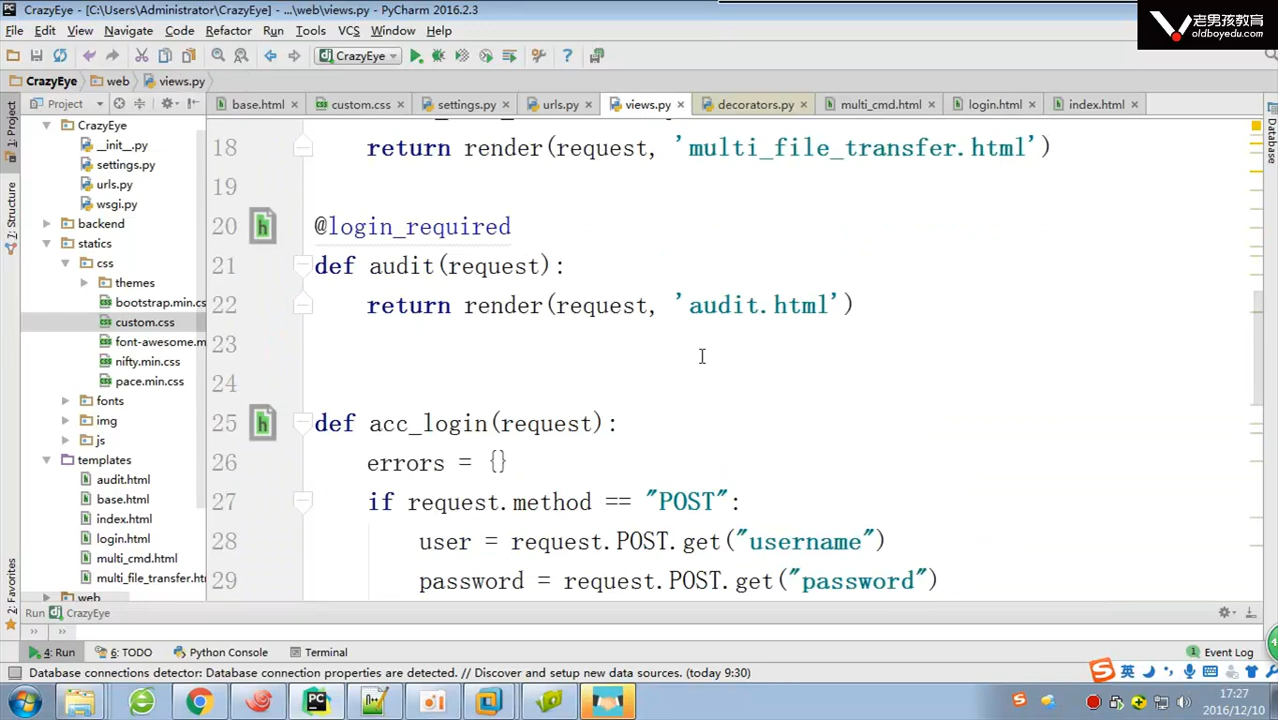 CrazyEye - [C:\Users\Administrator\CrazyEye] - ...\web\views.py - PyCharm 2016.2.3
老男孩教育
oldboyedu.com
File Edit View Navigate Code Refactor Run Tools VCS Window Help
CrazyEye
CrazyEye web views.py
Project
base.html custom.css settings.py urls.py views.py decorators.py multi_cmd.html login.html index.html
1: Project
Structure
2: Favorites
Database
CrazyEye
__init__.py
settings.py
urls.py
wsgi.py
backend
statics
css
themes
bootstrap.min.cs
custom.css
font-awesome.m
nifty.min.css
pace.min.css
fonts
img
js
templates
audit.html
base.html
index.html
login.html
multi_cmd.html
multi_file_transfer.ht
web
18 return render(request, 'multi_file_transfer.html')
19
20 @login_required
21 def audit(request):
22 return render(request, 'audit.html')
23
24
25 def acc_login(request):
26 errors = {}
27 if request.method == "POST":
28 user = request.POST.get("username")
29 password = request.POST.get("password")
Run CrazyEye
» »
4: Run 6: TODO Python Console Terminal 1 Event Log
Database connections detector: Database connection properties are detected. // Discover and setup new data sources. (today 9:30)
英
17:27
2016/12/10